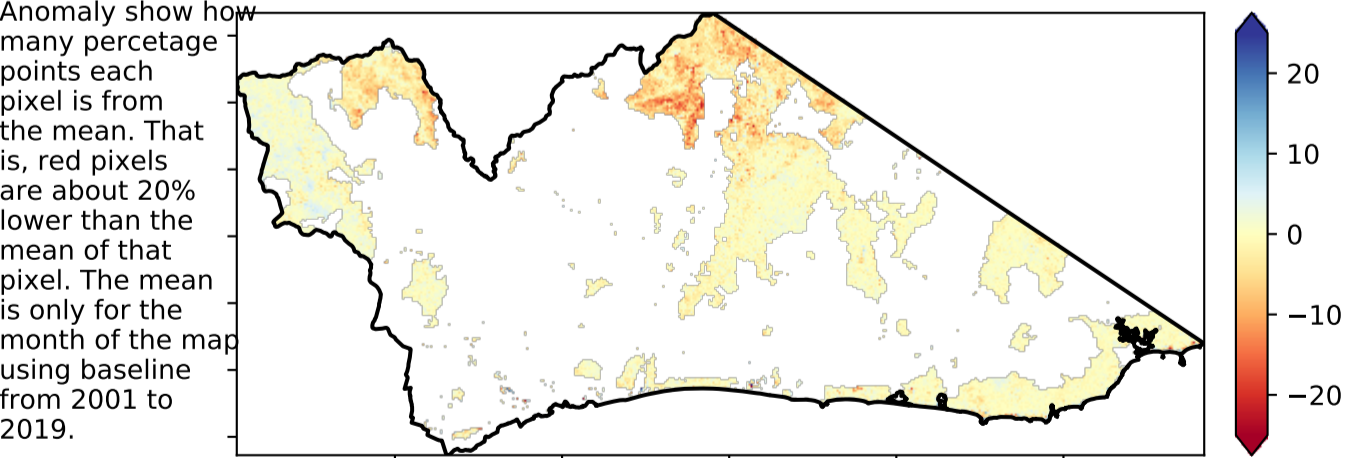 Anomaly show how
many percetage
points each
pixel is from
the mean. That
is, red pixels
are about 20%
lower than the
mean of that
pixel. The mean
is only for the
month of the map
using baseline
from 2001 to
2019.
20
10
0
−10
−20